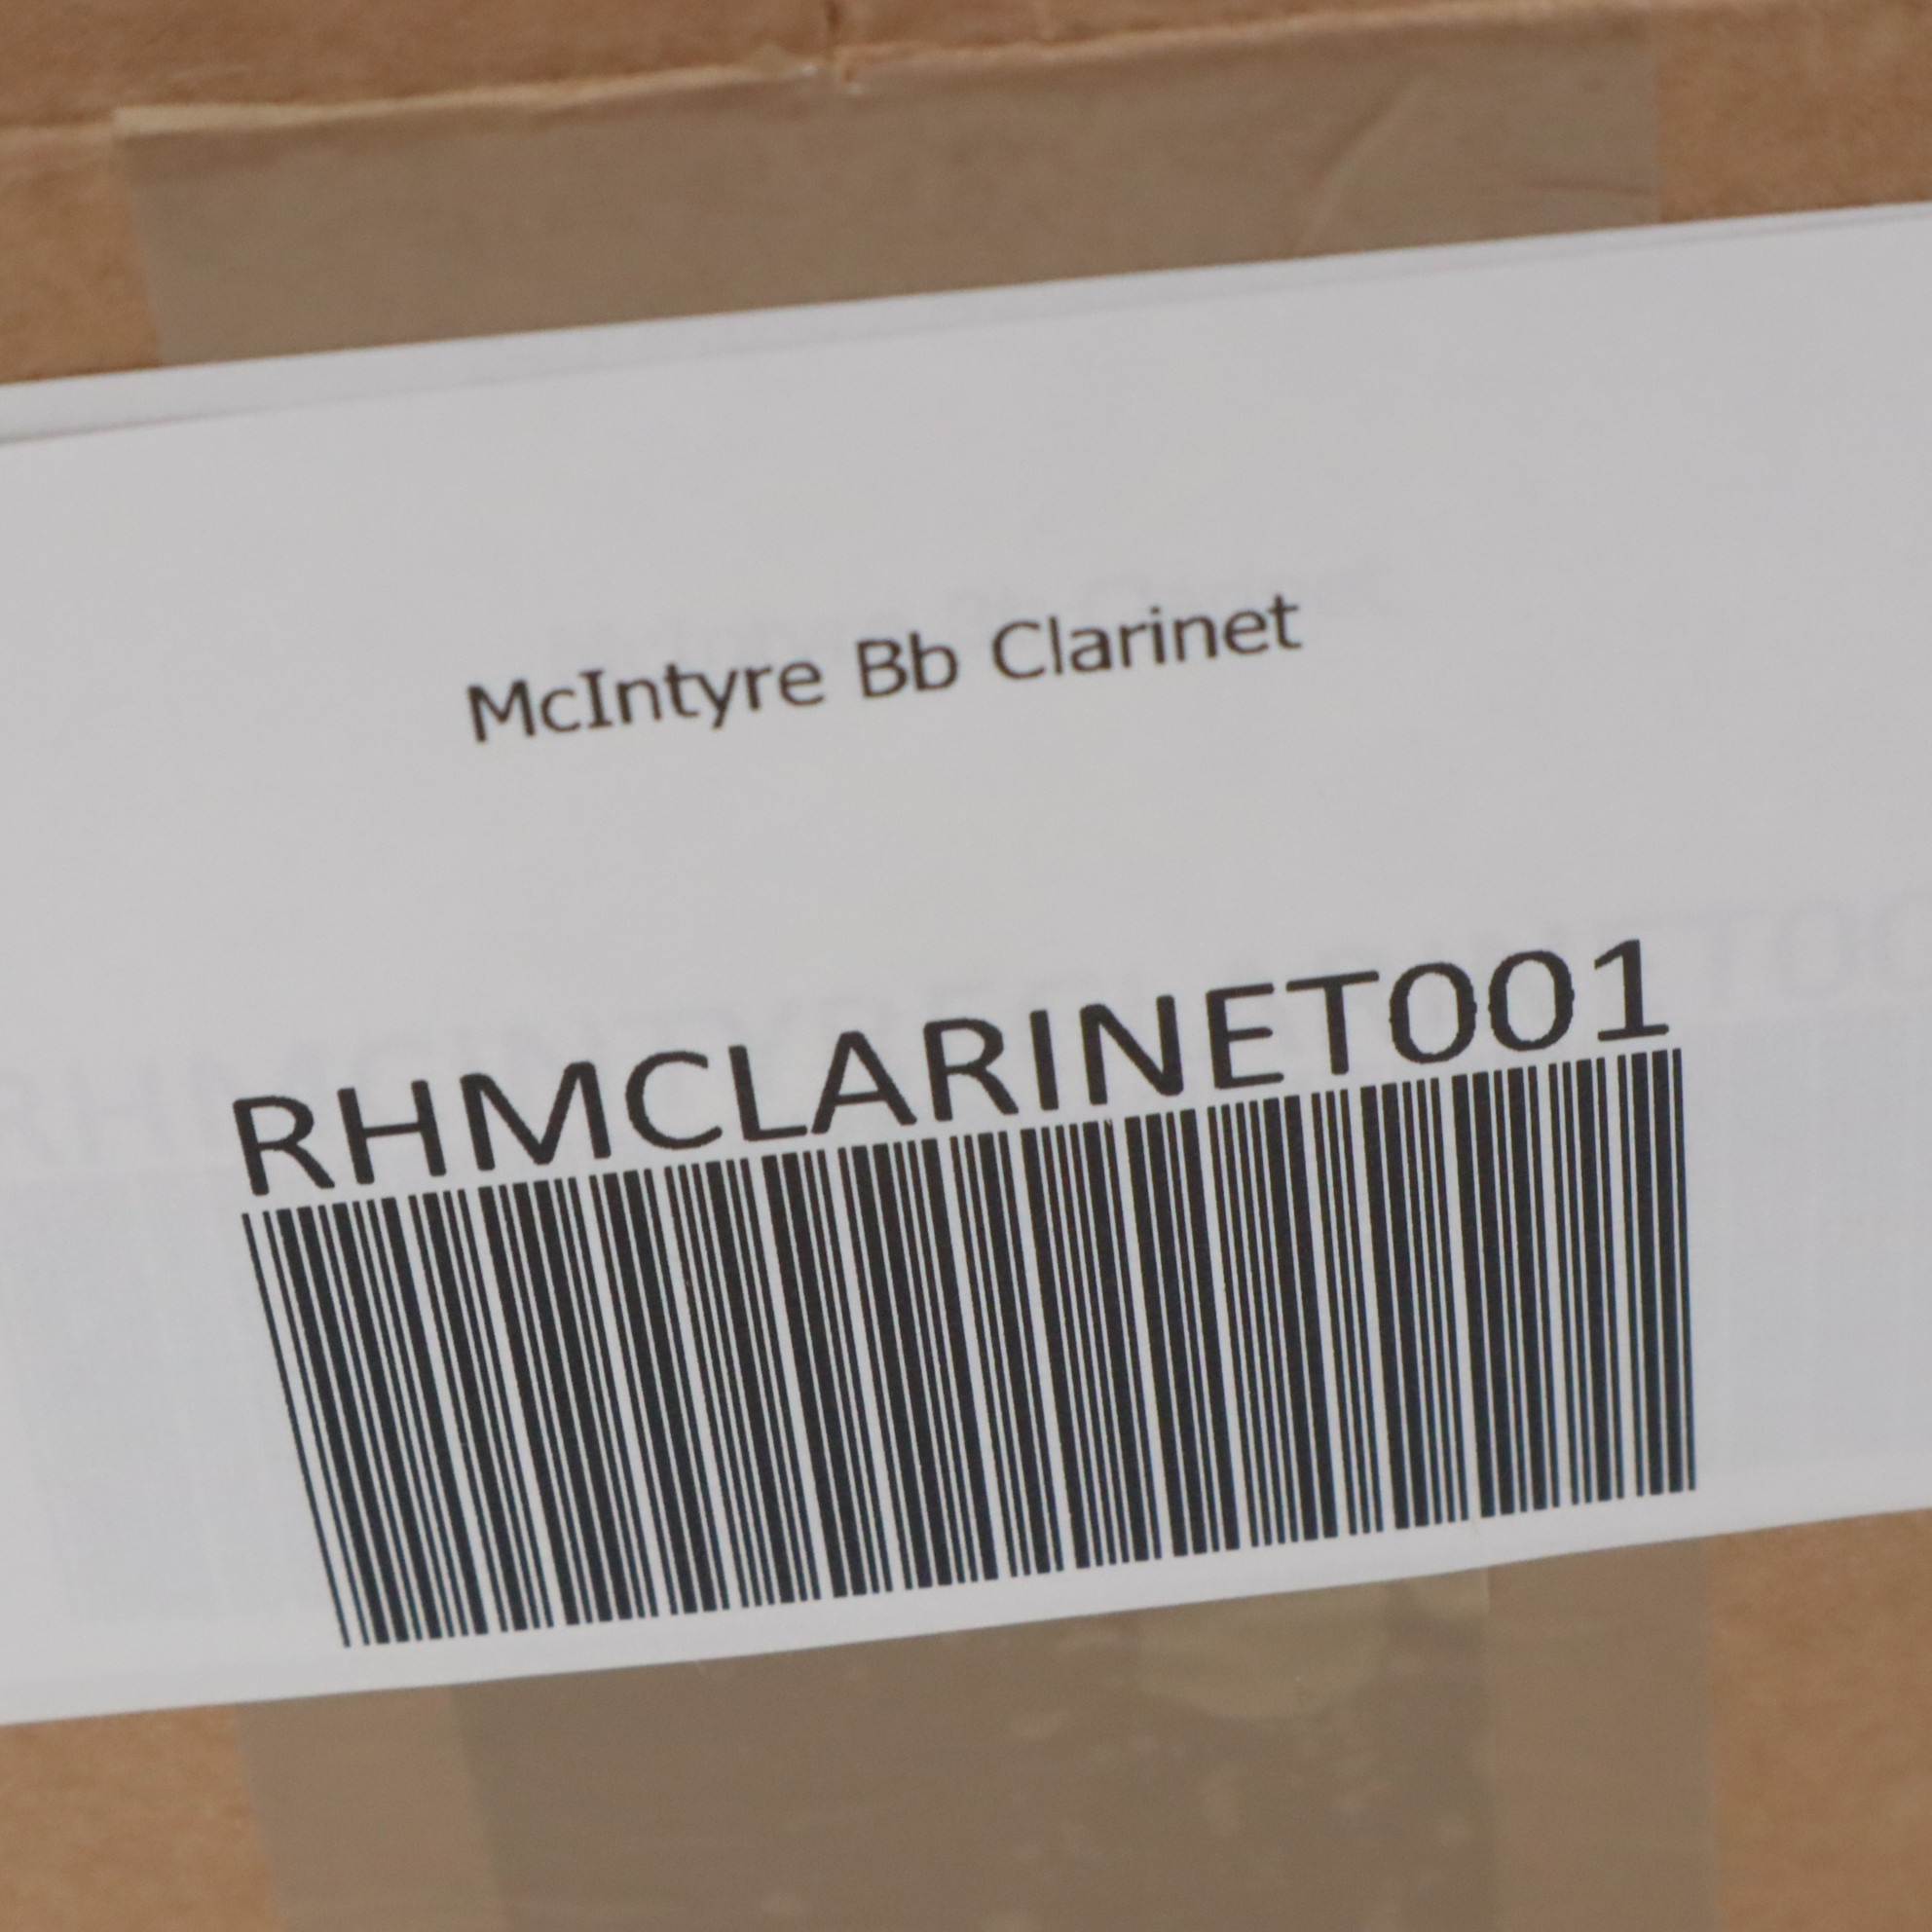 McIntyre Bb Clarinet
RHMCLARINET001